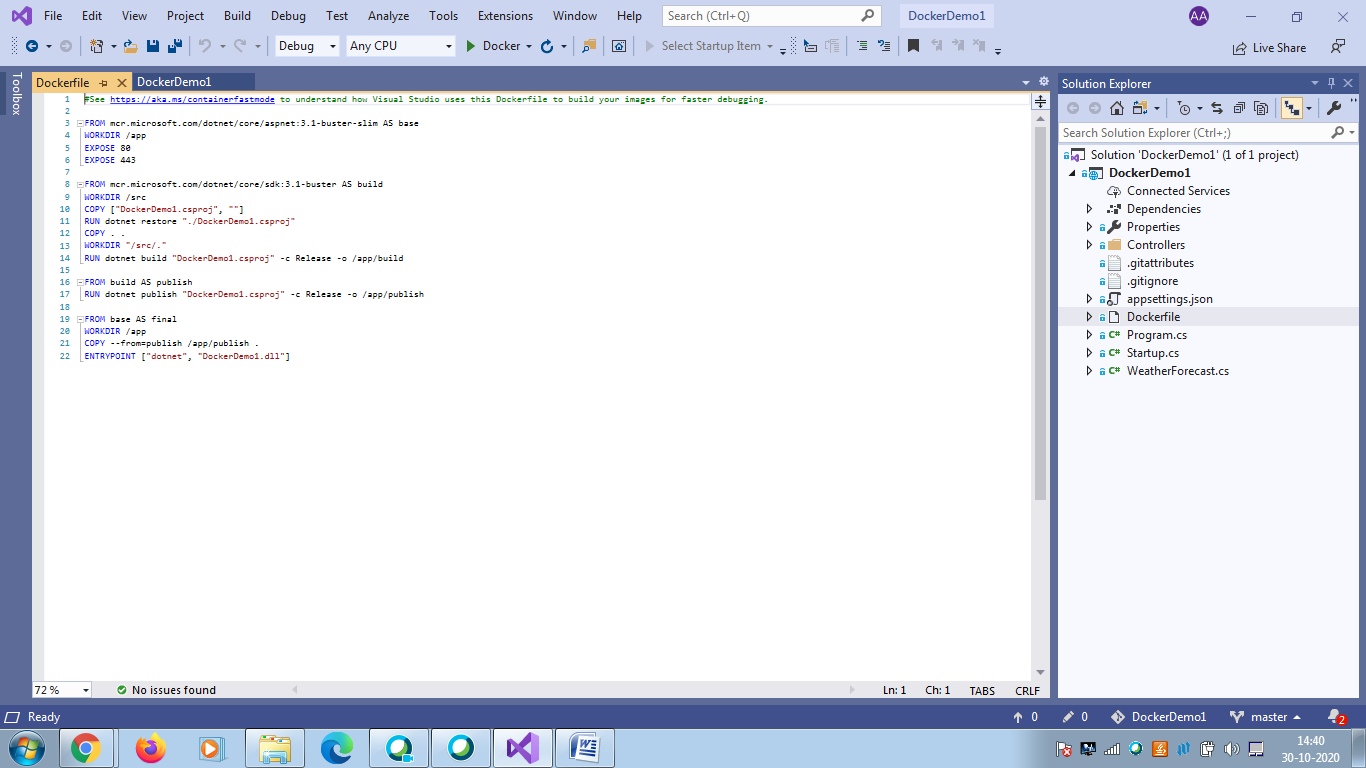 File Edit View Project Build Debug Test Analyze Tools Extensions Window Help Search (Ctrl+Q) DockerDemo1 AA
Debug Any CPU Docker Select Startup Item Live Share
Toolbox
Dockerfile DockerDemo1
1 #See https://aka.ms/containerfastmode to understand how Visual Studio uses this Dockerfile to build your images for faster debugging.
2
3 FROM mcr.microsoft.com/dotnet/core/aspnet:3.1-buster-slim AS base
4 WORKDIR /app
5 EXPOSE 80
6 EXPOSE 443
7
8 FROM mcr.microsoft.com/dotnet/core/sdk:3.1-buster AS build
9 WORKDIR /src
10 COPY ["DockerDemo1.csproj", ""]
11 RUN dotnet restore "./DockerDemo1.csproj"
12 COPY . .
13 WORKDIR "/src/."
14 RUN dotnet build "DockerDemo1.csproj" -c Release -o /app/build
15
16 FROM build AS publish
17 RUN dotnet publish "DockerDemo1.csproj" -c Release -o /app/publish
18
19 FROM base AS final
20 WORKDIR /app
21 COPY --from=publish /app/publish .
22 ENTRYPOINT ["dotnet", "DockerDemo1.dll"]
72 % No issues found Ln: 1 Ch: 1 TABS CRLF
Solution Explorer
Search Solution Explorer (Ctrl+;)
Solution 'DockerDemo1' (1 of 1 project)
DockerDemo1
Connected Services
Dependencies
Properties
Controllers
.gitattributes
.gitignore
appsettings.json
Dockerfile
C# Program.cs
C# Startup.cs
C# WeatherForecast.cs
Ready 0 0 DockerDemo1 master 2
14:40
30-10-2020